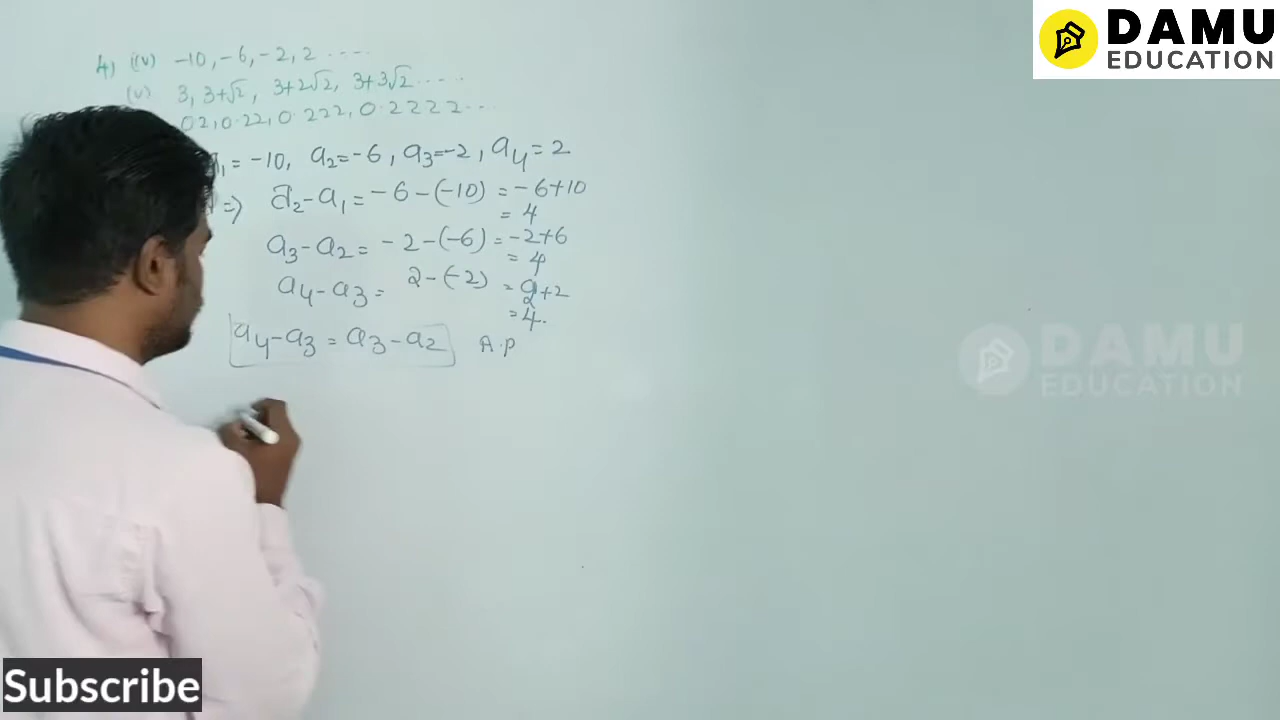 DAMU
EDUCATION
4) (iv) -10, -6, -2, 2 ....
(v) 3, 3+√2, 3+2√2, 3+3√2 ....
0.22, 0.222, 0.2222...
a₁ = -10, a₂=-6, a₃=-2, a₄=2
=> a₂-a₁ = -6-(-10) = -6+10
= 4
a₃-a₂ = -2-(-6) = -2+6
= 4
a₄-a₃ = 2-(-2) = 2+2
= 4.
a₄-a₃ = a₃-a₂ A.P
DAMU
EDUCATION
Subscribe